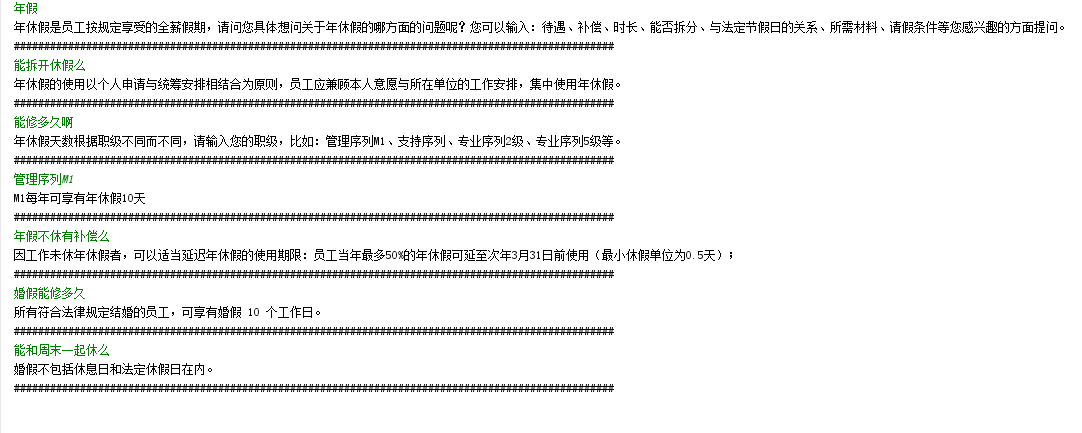 年假
年休假是员工按规定享受的全薪假期，请问您具体想问关于年休假的哪方面的问题呢？您可以输入：待遇、补偿、时长、能否拆分、与法定节假日的关系、所需材料、请假条件等您感兴趣的方面提问。
####################################################################################################
能拆开休假么
年休假的使用以个人申请与统筹安排相结合为原则，员工应兼顾本人意愿与所在单位的工作安排，集中使用年休假。
####################################################################################################
能修多久啊
年休假天数根据职级不同而不同，请输入您的职级，比如：管理序列M1、支持序列、专业序列2级、专业序列5级等。
####################################################################################################
管理序列M1
M1每年可享有年休假10天
####################################################################################################
年假不休有补偿么
因工作未休年休假者，可以适当延迟年休假的使用期限：员工当年最多50%的年休假可延至次年3月31日前使用（最小休假单位为0.5天）；
####################################################################################################
婚假能修多久
所有符合法律规定结婚的员工，可享有婚假 10 个工作日。
####################################################################################################
能和周末一起休么
婚假不包括休息日和法定休假日在内。
####################################################################################################